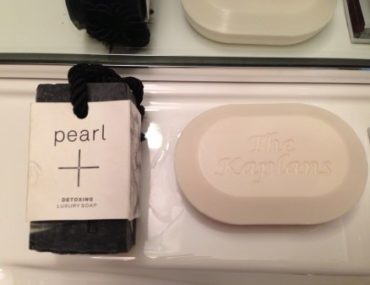 pearl
+
DETOXING
LUXURY SOAP
The
Kaplans